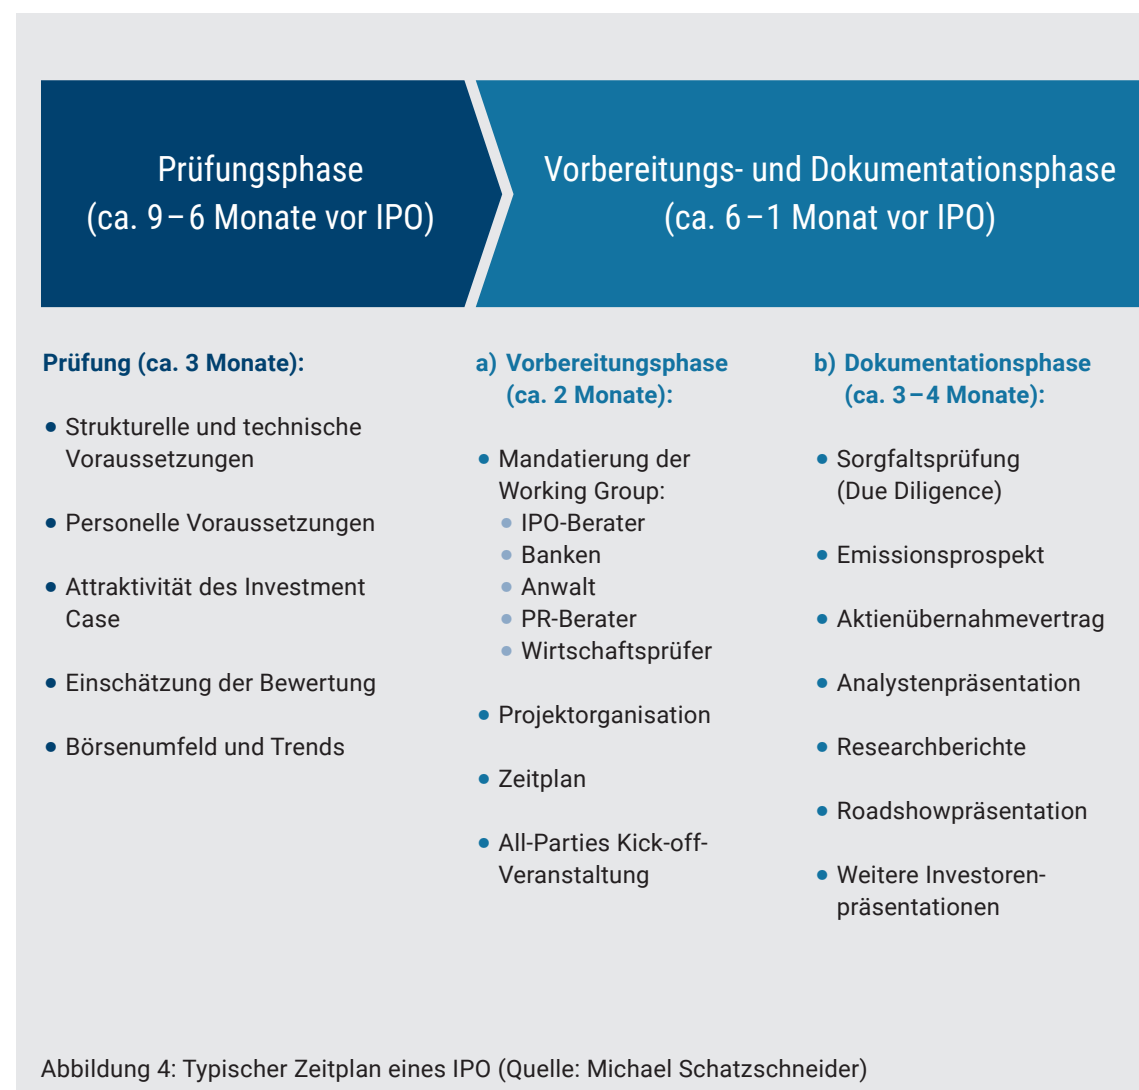 Prüfungsphase
(ca. 9 – 6 Monate vor IPO)
Vorbereitungs- und Dokumentationsphase
(ca. 6 – 1 Monat vor IPO)
Prüfung (ca. 3 Monate):
• Strukturelle und technische
Voraussetzungen
• Personelle Voraussetzungen
• Attraktivität des Investment
Case
• Einschätzung der Bewertung
• Börsenumfeld und Trends
a) Vorbereitungsphase
(ca. 2 Monate):
• Mandatierung der
Working Group:
• IPO-Berater
• Banken
• Anwalt
• PR-Berater
• Wirtschaftsprüfer
• Projektorganisation
• Zeitplan
• All-Parties Kick-off-
Veranstaltung
b) Dokumentationsphase
(ca. 3 – 4 Monate):
• Sorgfaltsprüfung
(Due Diligence)
• Emissionsprospekt
• Aktienübernahmevertrag
• Analystenpräsentation
• Researchberichte
• Roadshowpräsentation
• Weitere Investoren-
präsentationen
Abbildung 4: Typischer Zeitplan eines IPO (Quelle: Michael Schatzschneider)